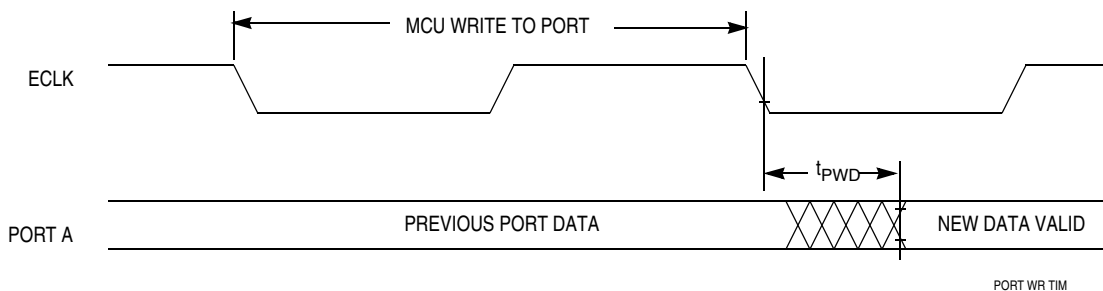 MCU WRITE TO PORT
ECLK
tPWD
PORT A
PREVIOUS PORT DATA
NEW DATA VALID
PORT WR TIM